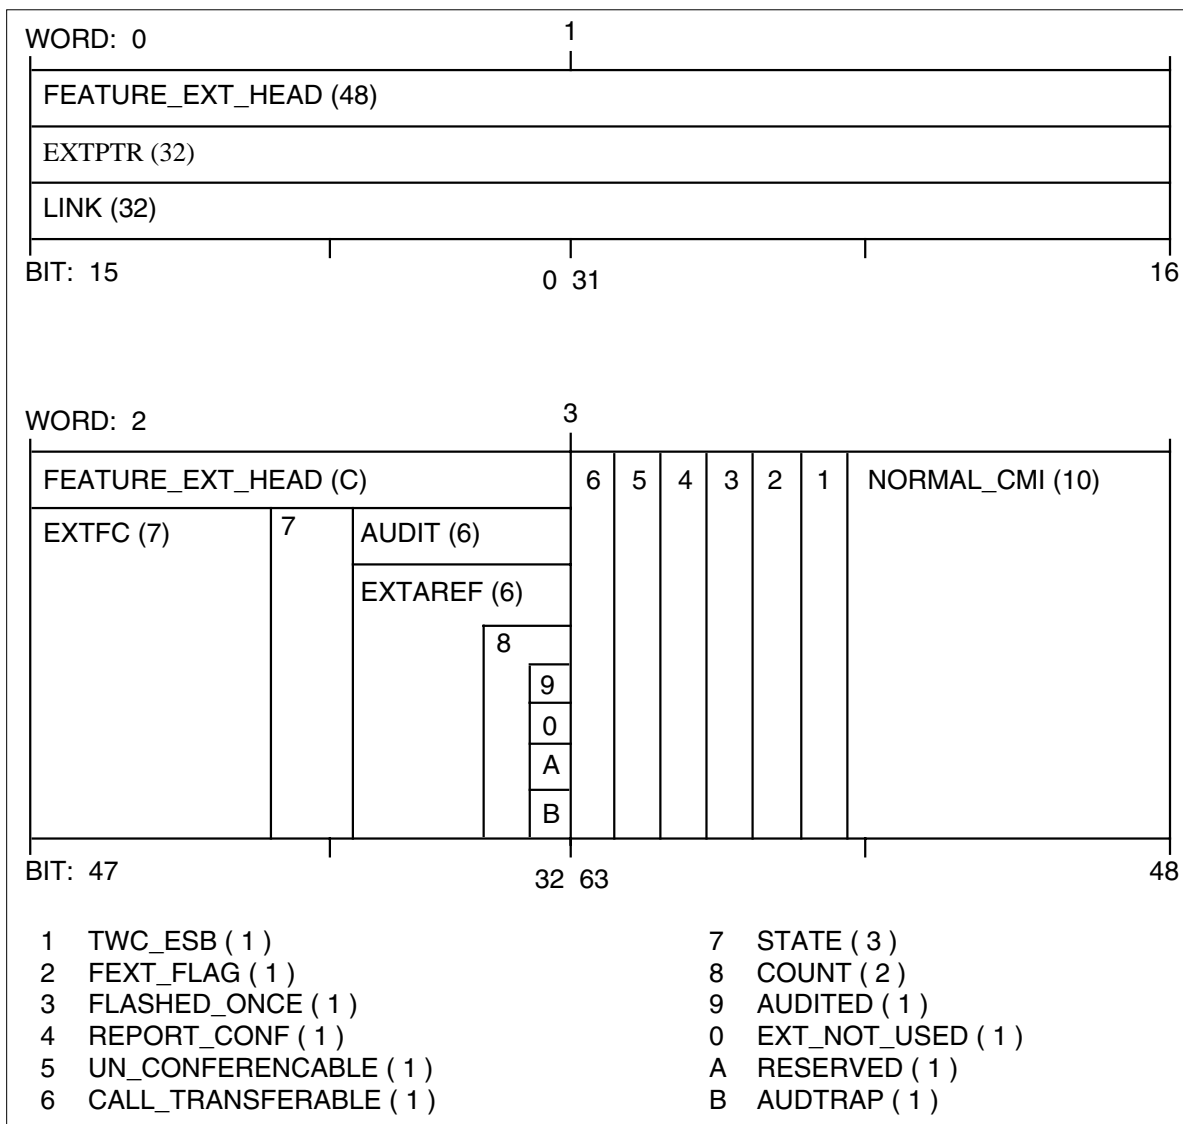 WORD: 0 1
FEATURE_EXT_HEAD (48)
EXTPTR (32)
LINK (32)
BIT: 15 0 31 16
WORD: 2 3
FEATURE_EXT_HEAD (C) 6 5 4 3 2 1 NORMAL_CMI (10)
EXTFC (7) 7 AUDIT (6)
EXTAREF (6)
8
9
0
A
B
BIT: 47 32 63 48
1 TWC_ESB ( 1 ) 7 STATE ( 3 )
2 FEXT_FLAG ( 1 ) 8 COUNT ( 2 )
3 FLASHED_ONCE ( 1 ) 9 AUDITED ( 1 )
4 REPORT_CONF ( 1 ) 0 EXT_NOT_USED ( 1 )
5 UN_CONFERENCABLE ( 1 ) A RESERVED ( 1 )
6 CALL_TRANSFERABLE ( 1 ) B AUDTRAP ( 1 )